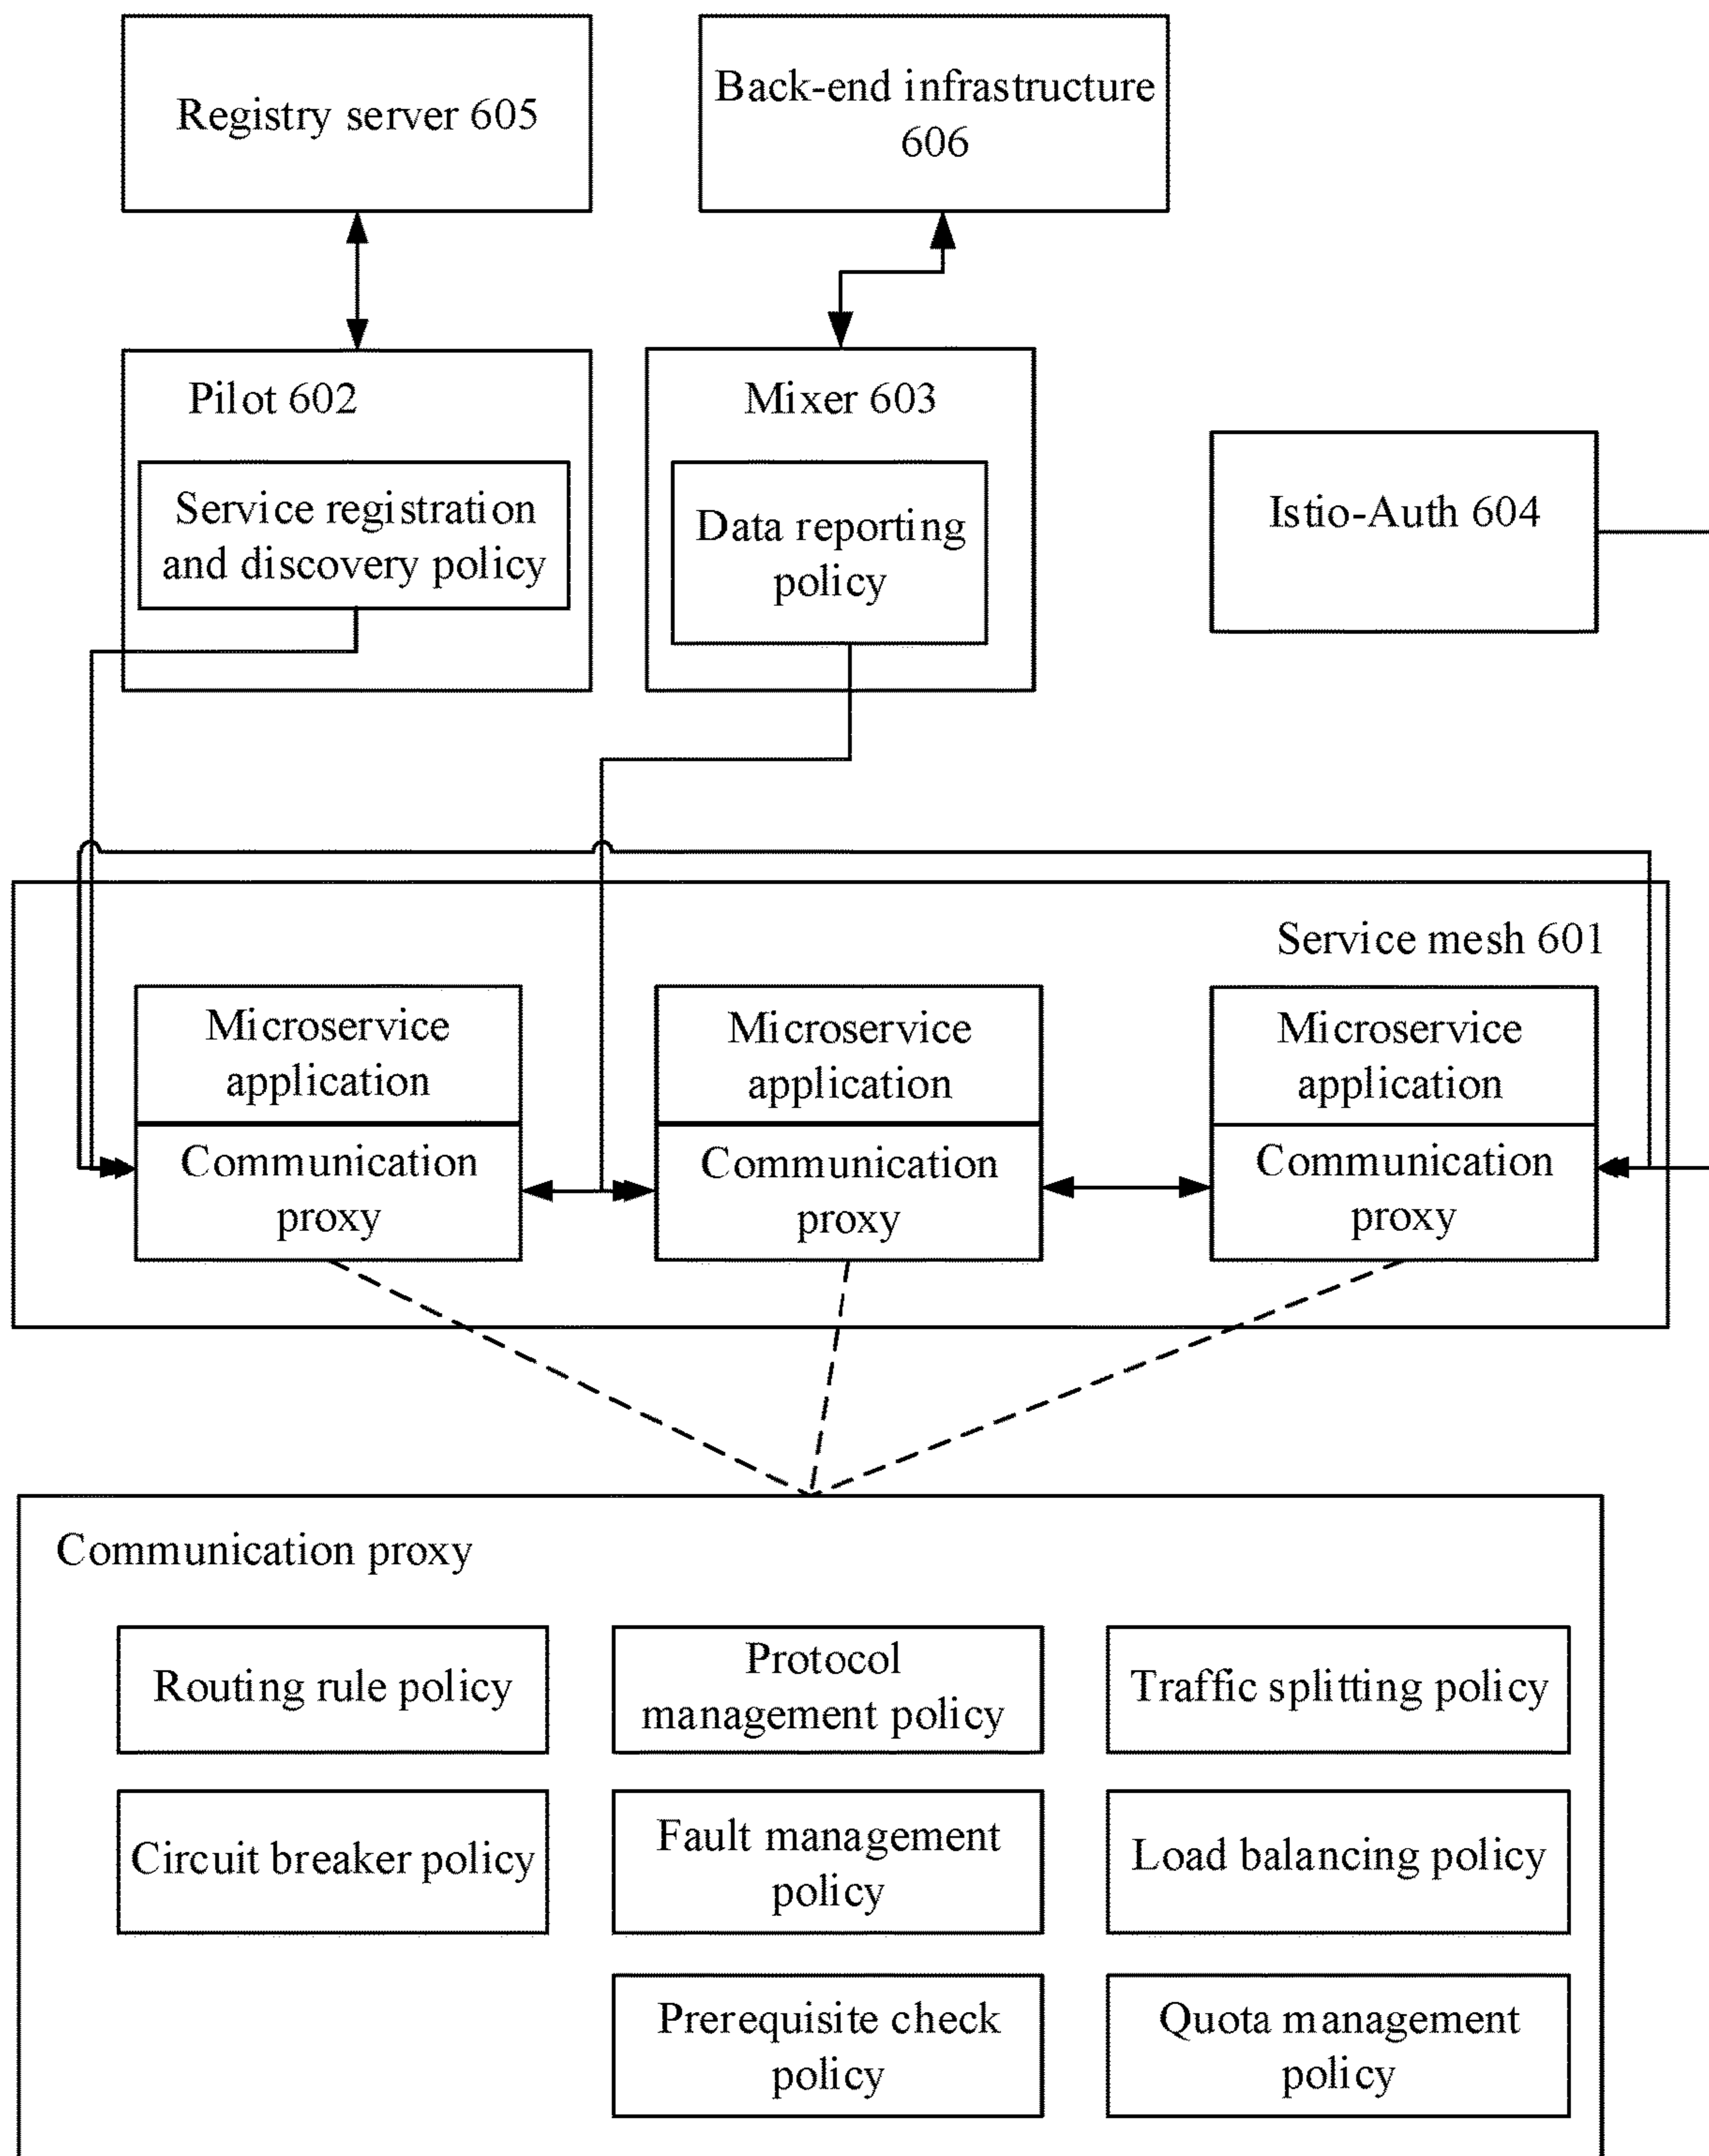 Registry server 605
Back-end infrastructure
606
Pilot 602
Service registration
and discovery policy
Mixer 603
Data reporting
policy
Istio-Auth 604
Service mesh 601
Microservice
application
Communication
proxy
Microservice
application
Communication
proxy
Microservice
application
Communication
proxy
Communication proxy
Routing rule policy
Protocol
management policy
Traffic splitting policy
Circuit breaker policy
Fault management
policy
Load balancing policy
Prerequisite check
policy
Quota management
policy